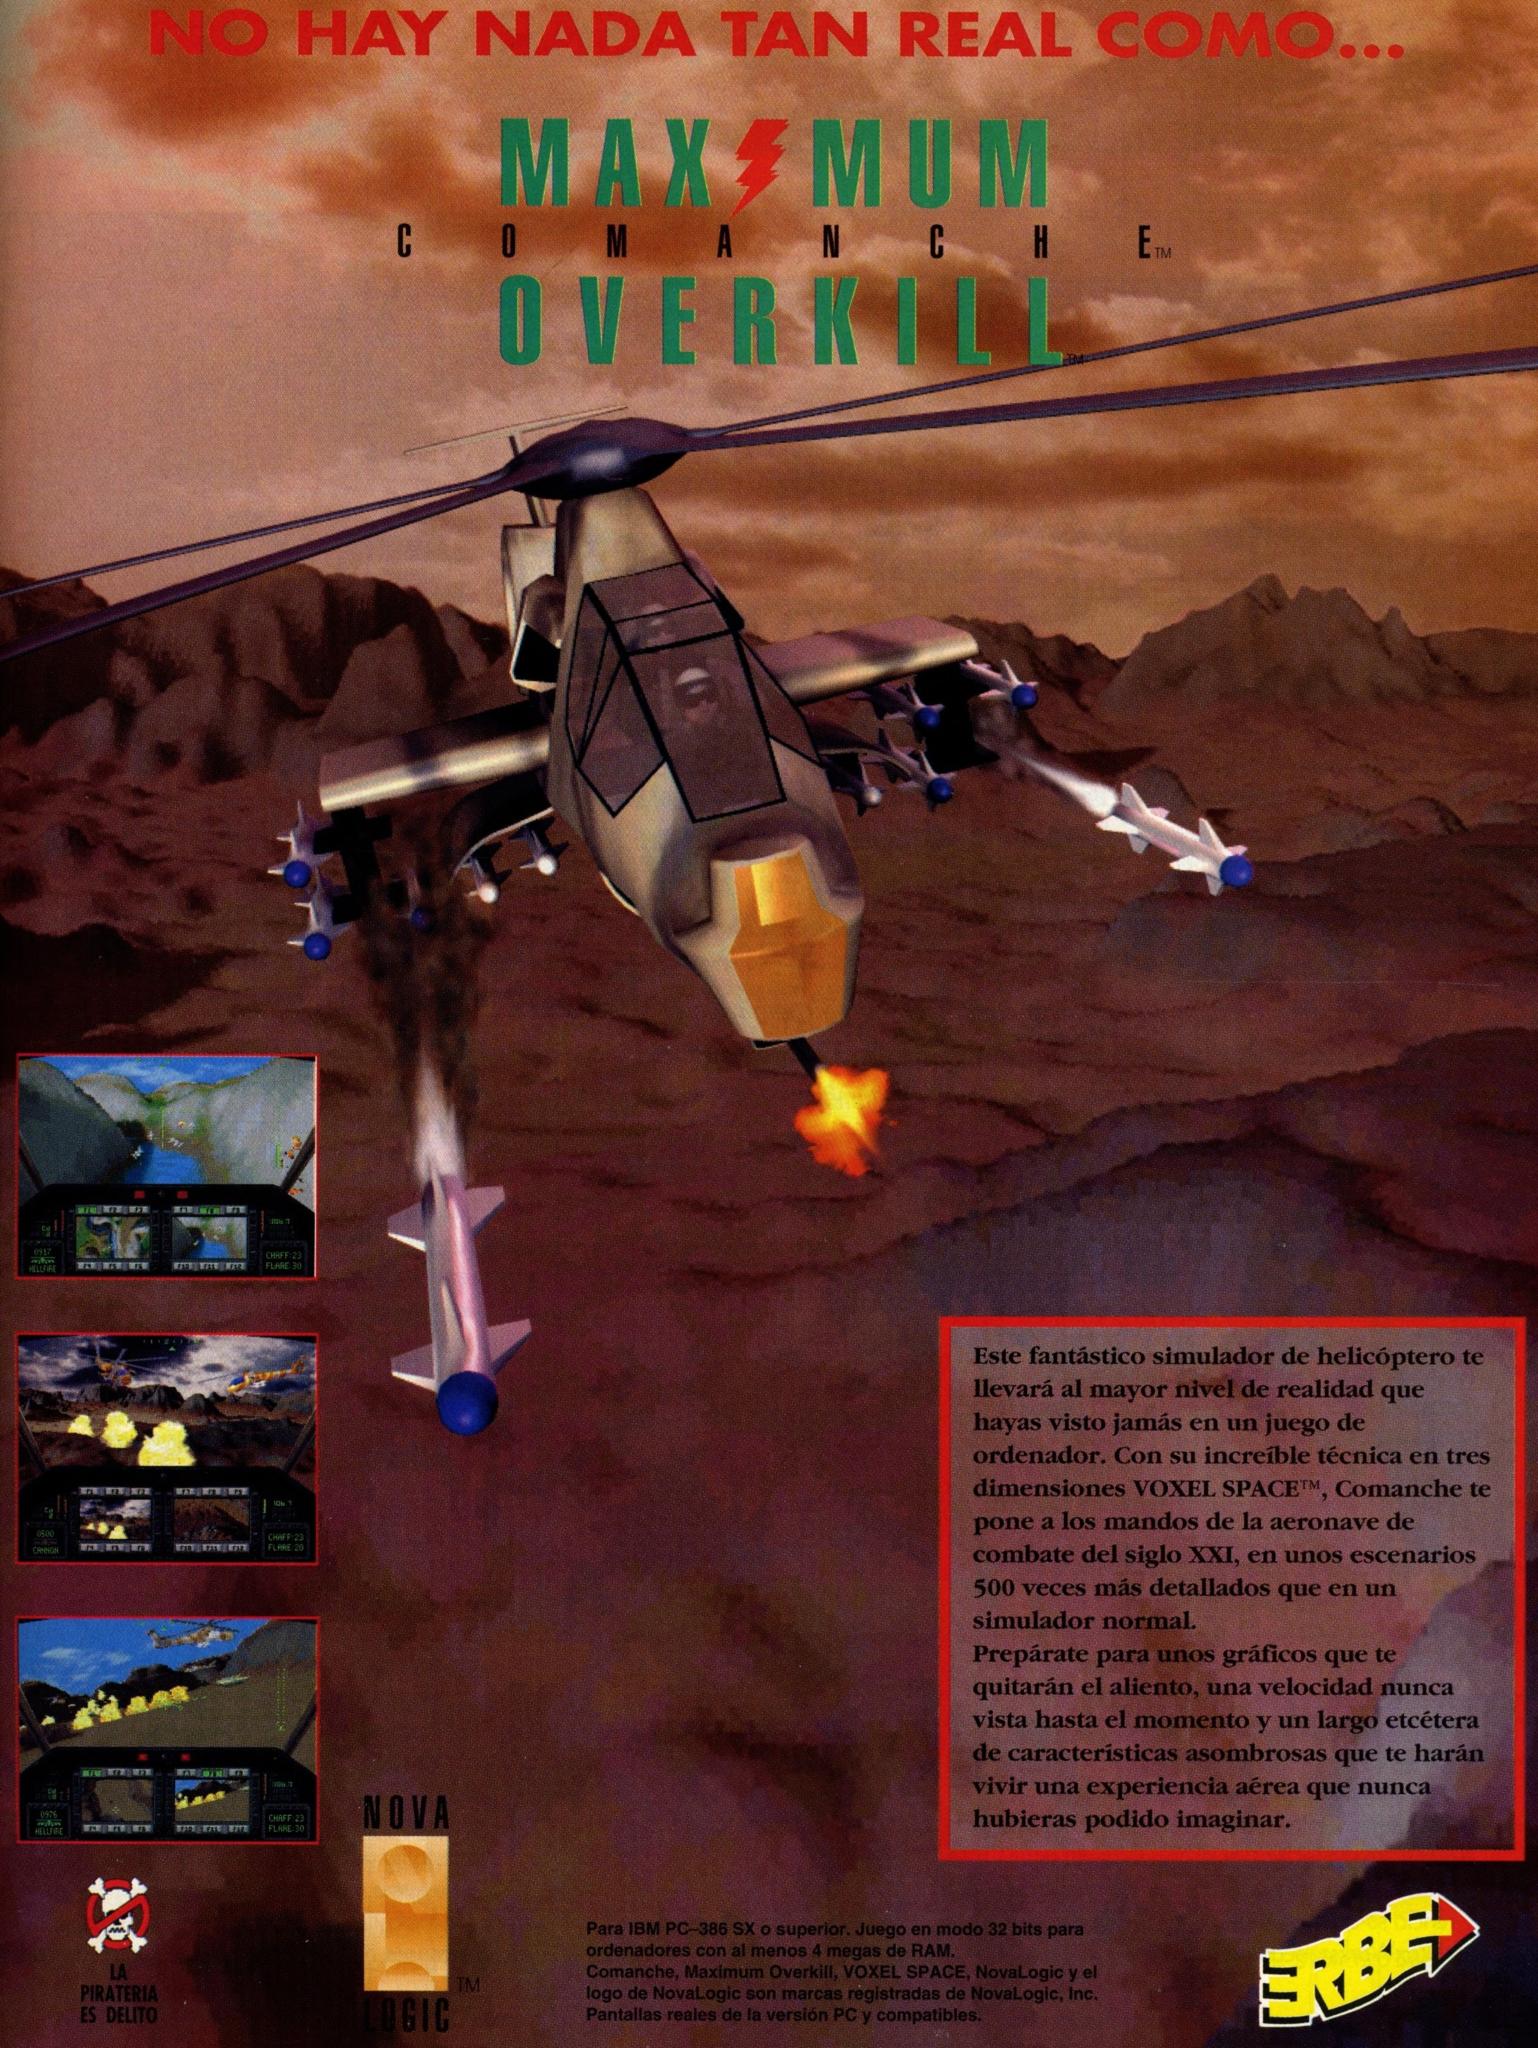 NO HAY NADA TAN REAL COMO...
MAXIMUM
COMANCHE™
OVERKILL™
Este fantástico simulador de helicóptero te
llevará al mayor nivel de realidad que
hayas visto jamás en un juego de
ordenador. Con su increíble técnica en tres
dimensiones VOXEL SPACE™, Comanche te
pone a los mandos de la aeronave de
combate del siglo XXI, en unos escenarios
500 veces más detallados que en un
simulador normal.
Prepárate para unos gráficos que te
quitarán el aliento, una velocidad nunca
vista hasta el momento y un largo etcétera
de características asombrosas que te harán
vivir una experiencia aérea que nunca
hubieras podido imaginar.
0917
HELLFIRE
CHAFF:23
FLARE:30
0500
CANNON
CHAFF:23
FLARE:20
0976
HELLFIRE
CHAFF:23
FLARE:30
LA
PIRATERIA
ES DELITO
NOVA
LOGIC
TM
Para IBM PC–386 SX o superior. Juego en modo 32 bits para
ordenadores con al menos 4 megas de RAM.
Comanche, Maximum Overkill, VOXEL SPACE, NovaLogic y el
logo de NovaLogic son marcas registradas de NovaLogic, Inc.
Pantallas reales de la versión PC y compatibles.
ERBE